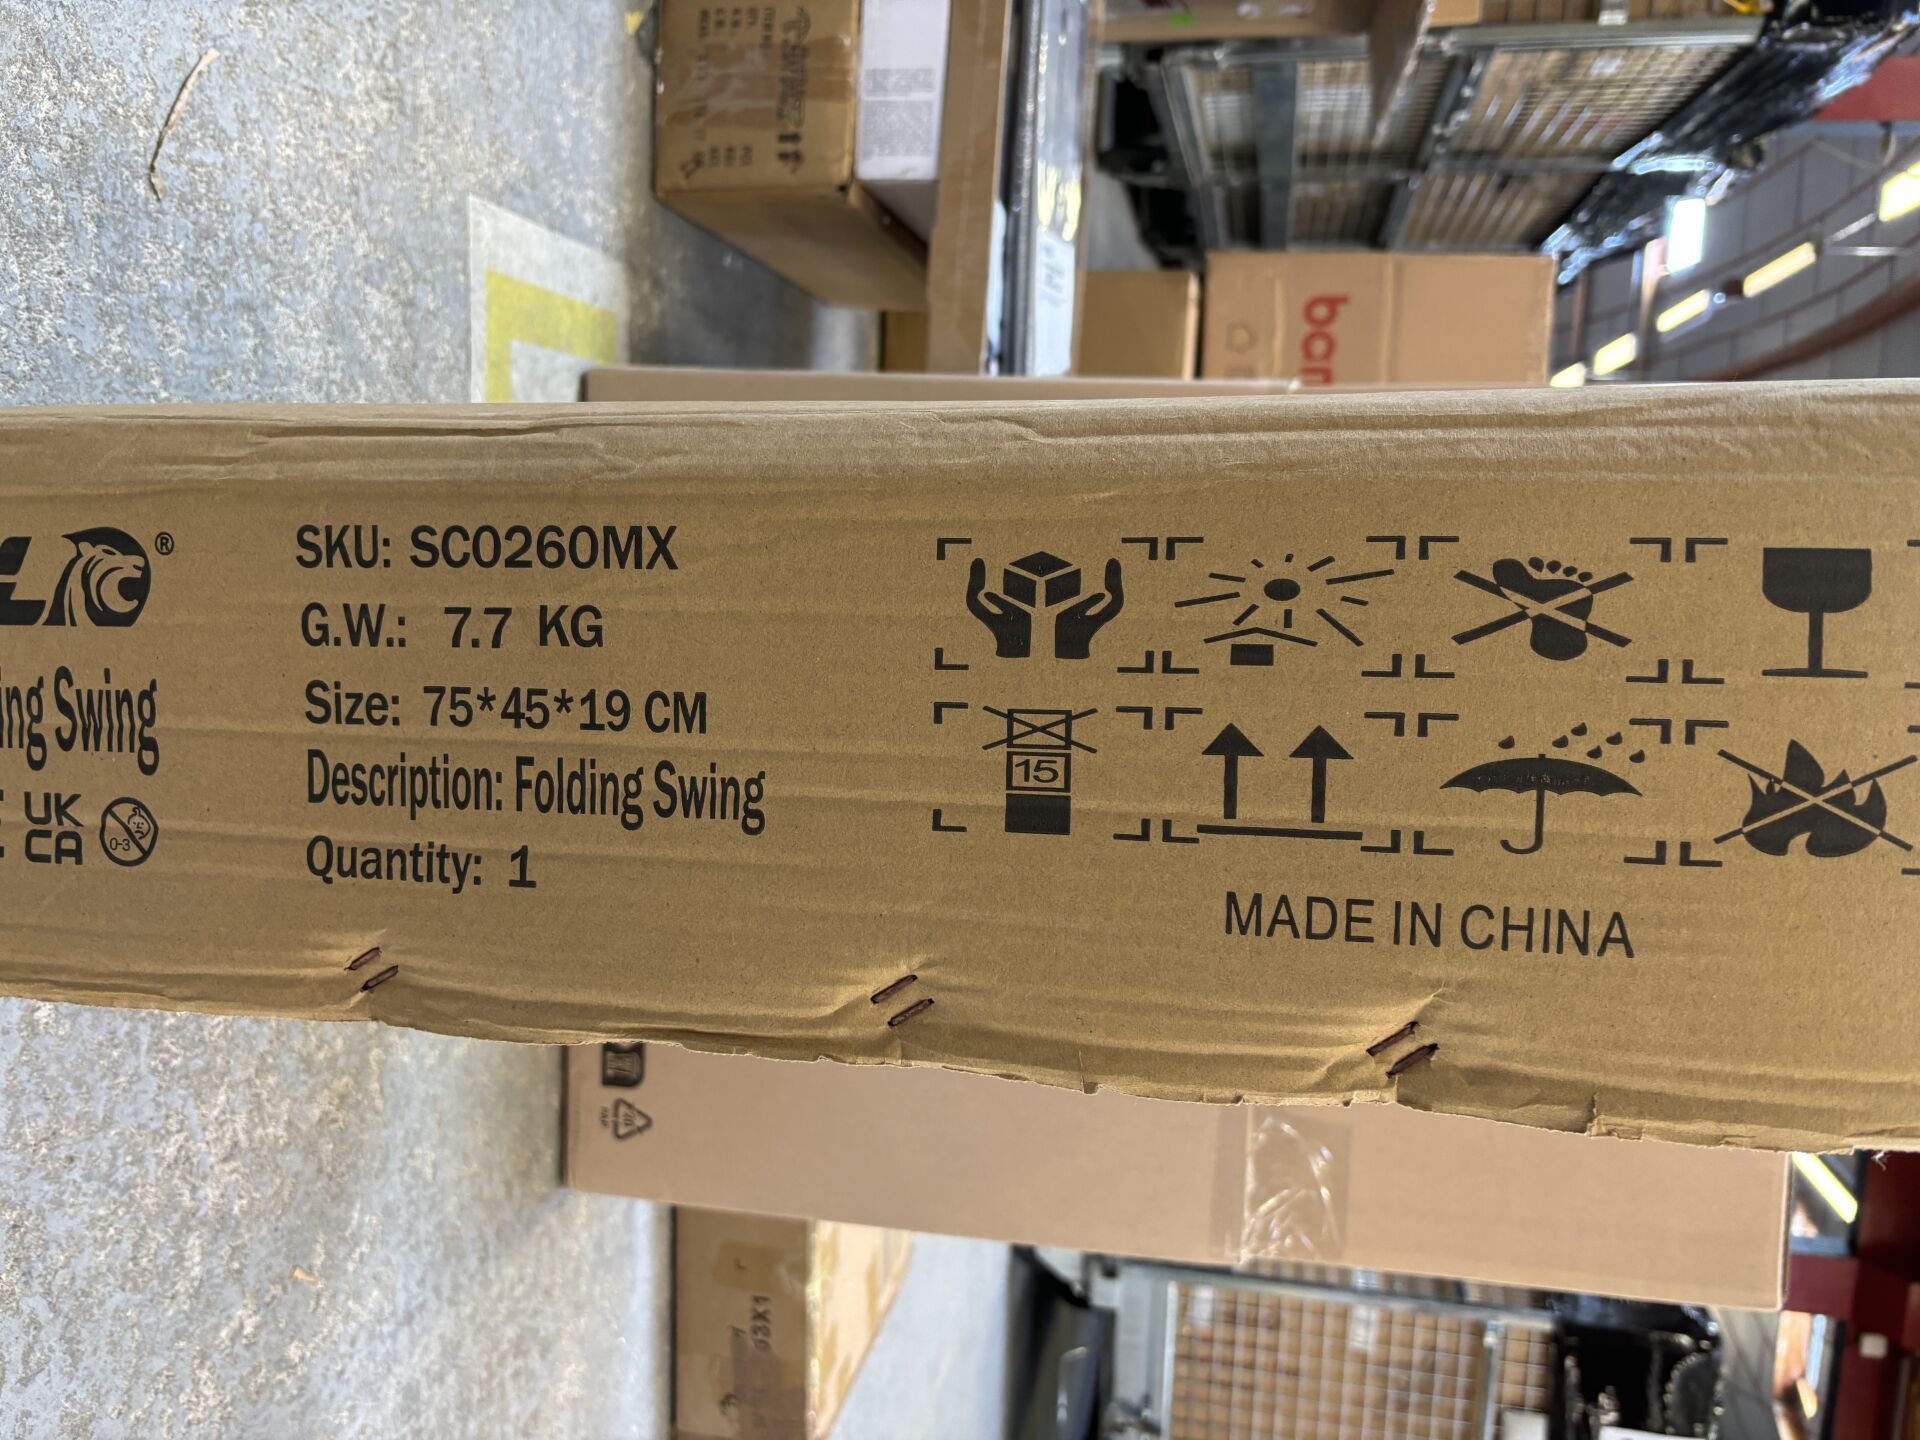 L®
ing Swing
UK
CA
0-3
SKU: SC0260MX
G.W.: 7.7 KG
Size: 75*45*19 CM
Description: Folding Swing
Quantity: 1
15
MADE IN CHINA